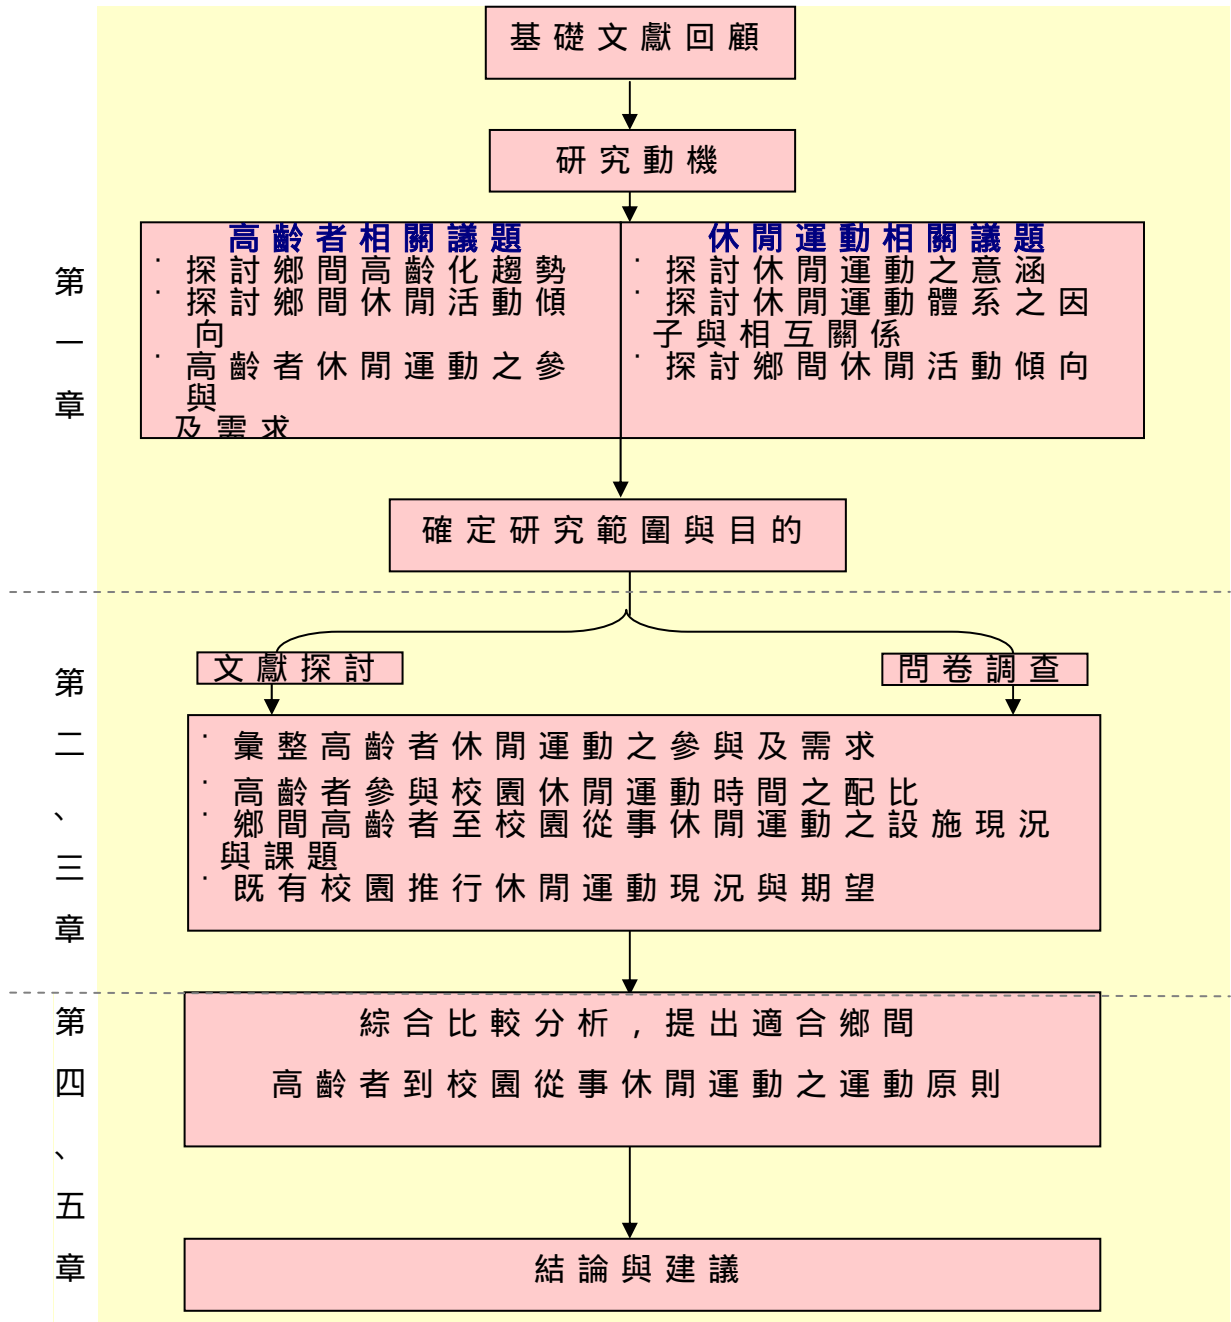 基礎文獻回顧
研究動機
第一章
高齡者相關議題
˙探討鄉間高齡化趨勢
˙探討鄉間休閒活動傾
向
˙高齡者休閒運動之參
與
及需求
休閒運動相關議題
˙探討休閒運動之意涵
˙探討休閒運動體系之因
子與相互關係
˙探討鄉間休閒活動傾向
確定研究範圍與目的
第二、三章
文獻探討
問卷調查
˙彙整高齡者休閒運動之參與及需求
˙高齡者參與校園休閒運動時間之配比
˙鄉間高齡者至校園從事休閒運動之設施現況
與課題
˙既有校園推行休閒運動現況與期望
第四、五章
綜合比較分析，提出適合鄉間
高齡者到校園從事休閒運動之運動原則
結論與建議